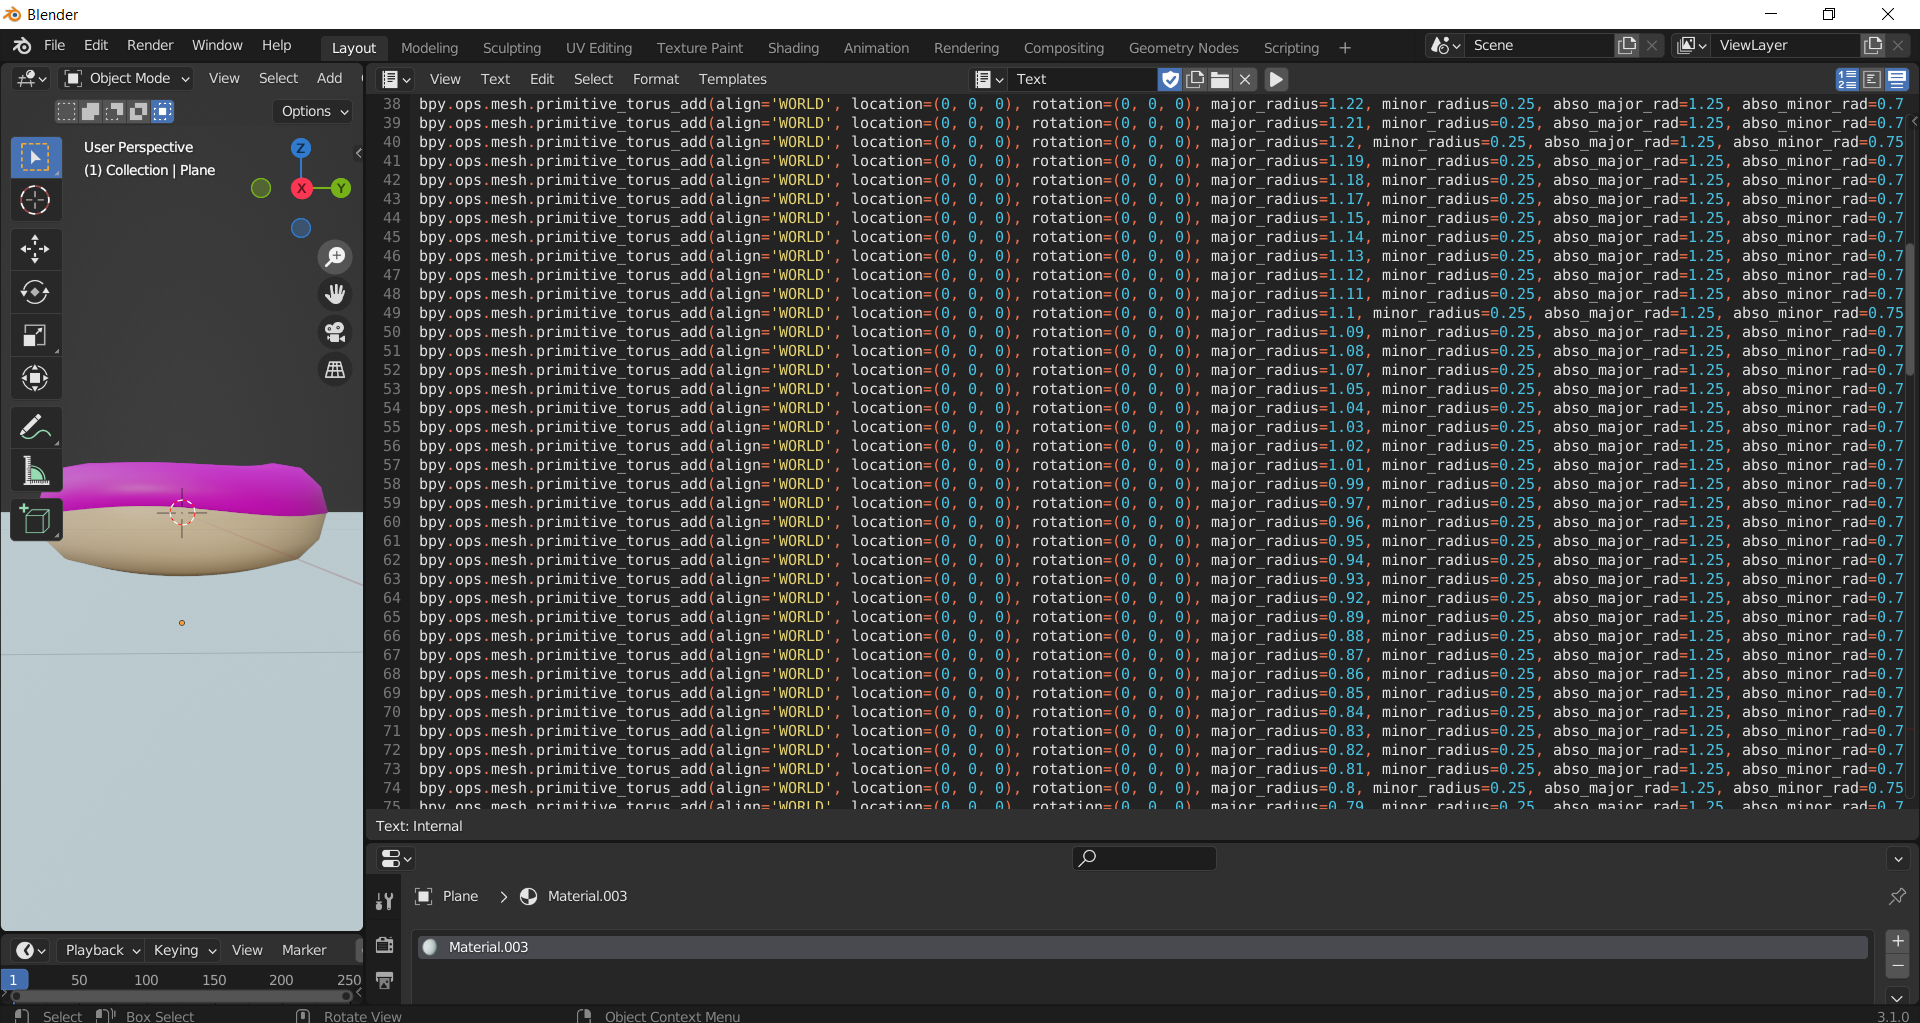 Blender
File Edit Render Window Help Layout Modeling Sculpting UV Editing Texture Paint Shading Animation Rendering Compositing Geometry Nodes Scripting + Scene ViewLayer
Object Mode View Select Add View Text Edit Select Format Templates Text
Options
User Perspective
(1) Collection | Plane
Z
X
Y
38 bpy.ops.mesh.primitive_torus_add(align='WORLD', location=(0, 0, 0), rotation=(0, 0, 0), major_radius=1.22, minor_radius=0.25, abso_major_rad=1.25, abso_minor_rad=0.7
39 bpy.ops.mesh.primitive_torus_add(align='WORLD', location=(0, 0, 0), rotation=(0, 0, 0), major_radius=1.21, minor_radius=0.25, abso_major_rad=1.25, abso_minor_rad=0.7
40 bpy.ops.mesh.primitive_torus_add(align='WORLD', location=(0, 0, 0), rotation=(0, 0, 0), major_radius=1.2, minor_radius=0.25, abso_major_rad=1.25, abso_minor_rad=0.75
41 bpy.ops.mesh.primitive_torus_add(align='WORLD', location=(0, 0, 0), rotation=(0, 0, 0), major_radius=1.19, minor_radius=0.25, abso_major_rad=1.25, abso_minor_rad=0.7
42 bpy.ops.mesh.primitive_torus_add(align='WORLD', location=(0, 0, 0), rotation=(0, 0, 0), major_radius=1.18, minor_radius=0.25, abso_major_rad=1.25, abso_minor_rad=0.7
43 bpy.ops.mesh.primitive_torus_add(align='WORLD', location=(0, 0, 0), rotation=(0, 0, 0), major_radius=1.17, minor_radius=0.25, abso_major_rad=1.25, abso_minor_rad=0.7
44 bpy.ops.mesh.primitive_torus_add(align='WORLD', location=(0, 0, 0), rotation=(0, 0, 0), major_radius=1.15, minor_radius=0.25, abso_major_rad=1.25, abso_minor_rad=0.7
45 bpy.ops.mesh.primitive_torus_add(align='WORLD', location=(0, 0, 0), rotation=(0, 0, 0), major_radius=1.14, minor_radius=0.25, abso_major_rad=1.25, abso_minor_rad=0.7
46 bpy.ops.mesh.primitive_torus_add(align='WORLD', location=(0, 0, 0), rotation=(0, 0, 0), major_radius=1.13, minor_radius=0.25, abso_major_rad=1.25, abso_minor_rad=0.7
47 bpy.ops.mesh.primitive_torus_add(align='WORLD', location=(0, 0, 0), rotation=(0, 0, 0), major_radius=1.12, minor_radius=0.25, abso_major_rad=1.25, abso_minor_rad=0.7
48 bpy.ops.mesh.primitive_torus_add(align='WORLD', location=(0, 0, 0), rotation=(0, 0, 0), major_radius=1.11, minor_radius=0.25, abso_major_rad=1.25, abso_minor_rad=0.7
49 bpy.ops.mesh.primitive_torus_add(align='WORLD', location=(0, 0, 0), rotation=(0, 0, 0), major_radius=1.1, minor_radius=0.25, abso_major_rad=1.25, abso_minor_rad=0.75
50 bpy.ops.mesh.primitive_torus_add(align='WORLD', location=(0, 0, 0), rotation=(0, 0, 0), major_radius=1.09, minor_radius=0.25, abso_major_rad=1.25, abso_minor_rad=0.7
51 bpy.ops.mesh.primitive_torus_add(align='WORLD', location=(0, 0, 0), rotation=(0, 0, 0), major_radius=1.08, minor_radius=0.25, abso_major_rad=1.25, abso_minor_rad=0.7
52 bpy.ops.mesh.primitive_torus_add(align='WORLD', location=(0, 0, 0), rotation=(0, 0, 0), major_radius=1.07, minor_radius=0.25, abso_major_rad=1.25, abso_minor_rad=0.7
53 bpy.ops.mesh.primitive_torus_add(align='WORLD', location=(0, 0, 0), rotation=(0, 0, 0), major_radius=1.05, minor_radius=0.25, abso_major_rad=1.25, abso_minor_rad=0.7
54 bpy.ops.mesh.primitive_torus_add(align='WORLD', location=(0, 0, 0), rotation=(0, 0, 0), major_radius=1.04, minor_radius=0.25, abso_major_rad=1.25, abso_minor_rad=0.7
55 bpy.ops.mesh.primitive_torus_add(align='WORLD', location=(0, 0, 0), rotation=(0, 0, 0), major_radius=1.03, minor_radius=0.25, abso_major_rad=1.25, abso_minor_rad=0.7
56 bpy.ops.mesh.primitive_torus_add(align='WORLD', location=(0, 0, 0), rotation=(0, 0, 0), major_radius=1.02, minor_radius=0.25, abso_major_rad=1.25, abso_minor_rad=0.7
57 bpy.ops.mesh.primitive_torus_add(align='WORLD', location=(0, 0, 0), rotation=(0, 0, 0), major_radius=1.01, minor_radius=0.25, abso_major_rad=1.25, abso_minor_rad=0.7
58 bpy.ops.mesh.primitive_torus_add(align='WORLD', location=(0, 0, 0), rotation=(0, 0, 0), major_radius=0.99, minor_radius=0.25, abso_major_rad=1.25, abso_minor_rad=0.7
59 bpy.ops.mesh.primitive_torus_add(align='WORLD', location=(0, 0, 0), rotation=(0, 0, 0), major_radius=0.97, minor_radius=0.25, abso_major_rad=1.25, abso_minor_rad=0.7
60 bpy.ops.mesh.primitive_torus_add(align='WORLD', location=(0, 0, 0), rotation=(0, 0, 0), major_radius=0.96, minor_radius=0.25, abso_major_rad=1.25, abso_minor_rad=0.7
61 bpy.ops.mesh.primitive_torus_add(align='WORLD', location=(0, 0, 0), rotation=(0, 0, 0), major_radius=0.95, minor_radius=0.25, abso_major_rad=1.25, abso_minor_rad=0.7
62 bpy.ops.mesh.primitive_torus_add(align='WORLD', location=(0, 0, 0), rotation=(0, 0, 0), major_radius=0.94, minor_radius=0.25, abso_major_rad=1.25, abso_minor_rad=0.7
63 bpy.ops.mesh.primitive_torus_add(align='WORLD', location=(0, 0, 0), rotation=(0, 0, 0), major_radius=0.93, minor_radius=0.25, abso_major_rad=1.25, abso_minor_rad=0.7
64 bpy.ops.mesh.primitive_torus_add(align='WORLD', location=(0, 0, 0), rotation=(0, 0, 0), major_radius=0.92, minor_radius=0.25, abso_major_rad=1.25, abso_minor_rad=0.7
65 bpy.ops.mesh.primitive_torus_add(align='WORLD', location=(0, 0, 0), rotation=(0, 0, 0), major_radius=0.89, minor_radius=0.25, abso_major_rad=1.25, abso_minor_rad=0.7
66 bpy.ops.mesh.primitive_torus_add(align='WORLD', location=(0, 0, 0), rotation=(0, 0, 0), major_radius=0.88, minor_radius=0.25, abso_major_rad=1.25, abso_minor_rad=0.7
67 bpy.ops.mesh.primitive_torus_add(align='WORLD', location=(0, 0, 0), rotation=(0, 0, 0), major_radius=0.87, minor_radius=0.25, abso_major_rad=1.25, abso_minor_rad=0.7
68 bpy.ops.mesh.primitive_torus_add(align='WORLD', location=(0, 0, 0), rotation=(0, 0, 0), major_radius=0.86, minor_radius=0.25, abso_major_rad=1.25, abso_minor_rad=0.7
69 bpy.ops.mesh.primitive_torus_add(align='WORLD', location=(0, 0, 0), rotation=(0, 0, 0), major_radius=0.85, minor_radius=0.25, abso_major_rad=1.25, abso_minor_rad=0.7
70 bpy.ops.mesh.primitive_torus_add(align='WORLD', location=(0, 0, 0), rotation=(0, 0, 0), major_radius=0.84, minor_radius=0.25, abso_major_rad=1.25, abso_minor_rad=0.7
71 bpy.ops.mesh.primitive_torus_add(align='WORLD', location=(0, 0, 0), rotation=(0, 0, 0), major_radius=0.83, minor_radius=0.25, abso_major_rad=1.25, abso_minor_rad=0.7
72 bpy.ops.mesh.primitive_torus_add(align='WORLD', location=(0, 0, 0), rotation=(0, 0, 0), major_radius=0.82, minor_radius=0.25, abso_major_rad=1.25, abso_minor_rad=0.7
73 bpy.ops.mesh.primitive_torus_add(align='WORLD', location=(0, 0, 0), rotation=(0, 0, 0), major_radius=0.81, minor_radius=0.25, abso_major_rad=1.25, abso_minor_rad=0.7
74 bpy.ops.mesh.primitive_torus_add(align='WORLD', location=(0, 0, 0), rotation=(0, 0, 0), major_radius=0.8, minor_radius=0.25, abso_major_rad=1.25, abso_minor_rad=0.75
75 bpy.ops.mesh.primitive_torus_add(align='WORLD', location=(0, 0, 0), rotation=(0, 0, 0), major_radius=0.79, minor_radius=0.25, abso_major_rad=1.25, abso_minor_rad=0.7
Text: Internal
Plane > Material.003
Material.003
Playback Keying View Marker
1 50 100 150 200 250
Select Box Select Rotate View Object Context Menu 3.1.0